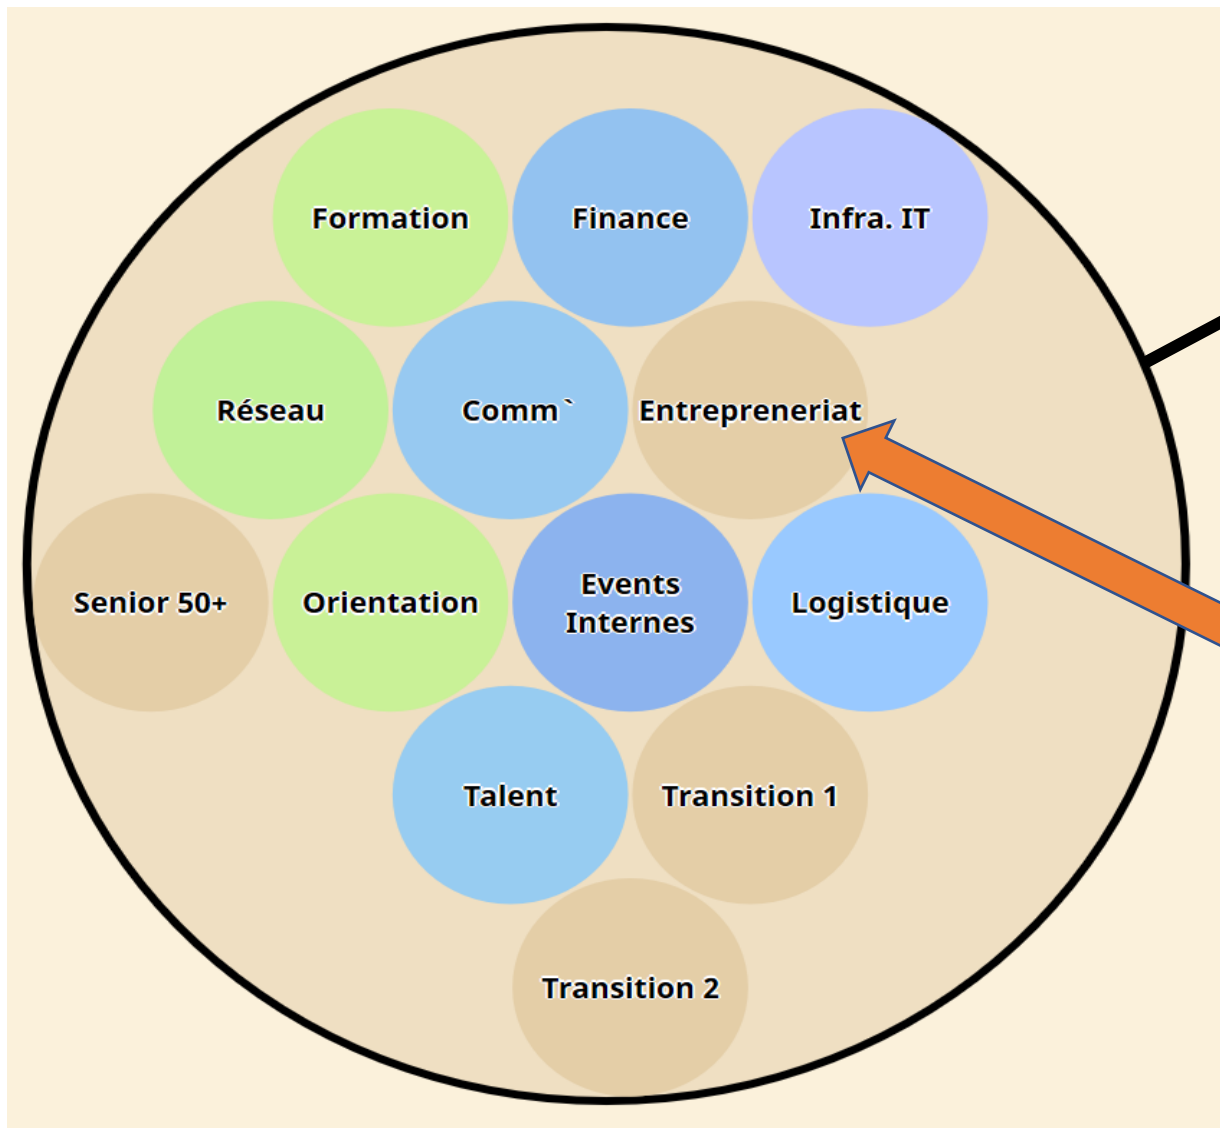 Formation
Finance
Infra. IT
Réseau
Comm `
Entrepreneriat
Senior 50+
Orientation
Events
Internes
Logistique
Talent
Transition 1
Transition 2